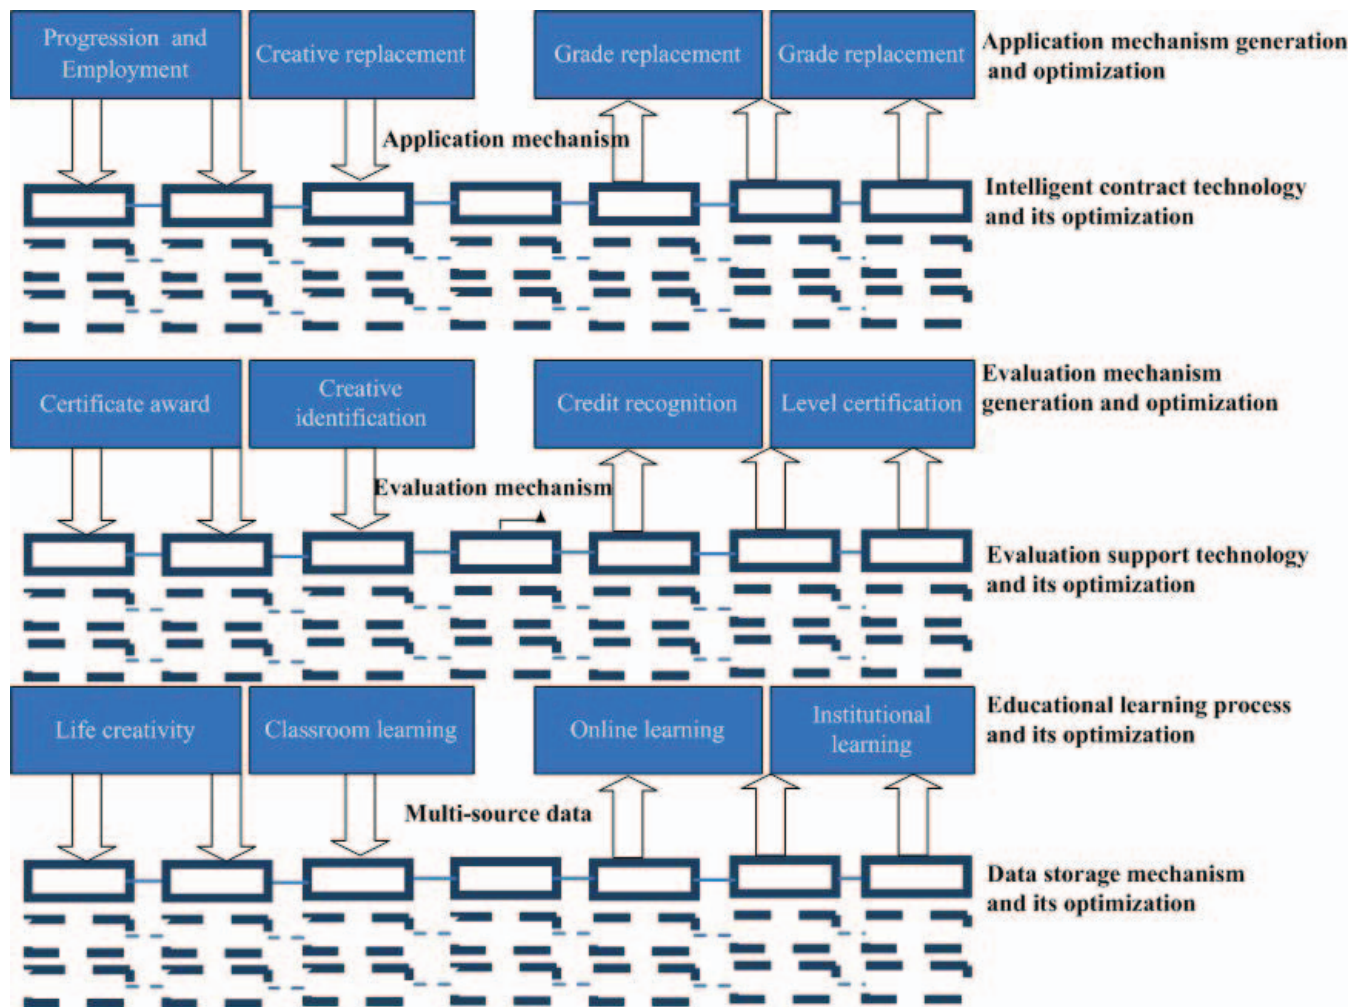 Progression and
Employment
Creative replacement
Grade replacement
Grade replacement
Application mechanism generation
and optimization
Application mechanism
Intelligent contract technology
and its optimization
Certificate award
Creative
identification
Credit recognition
Level certification
Evaluation mechanism
generation and optimization
Evaluation mechanism
Evaluation support technology
and its optimization
Life creativity
Classroom learning
Online learning
Institutional
learning
Educational learning process
and its optimization
Multi-source data
Data storage mechanism
and its optimization